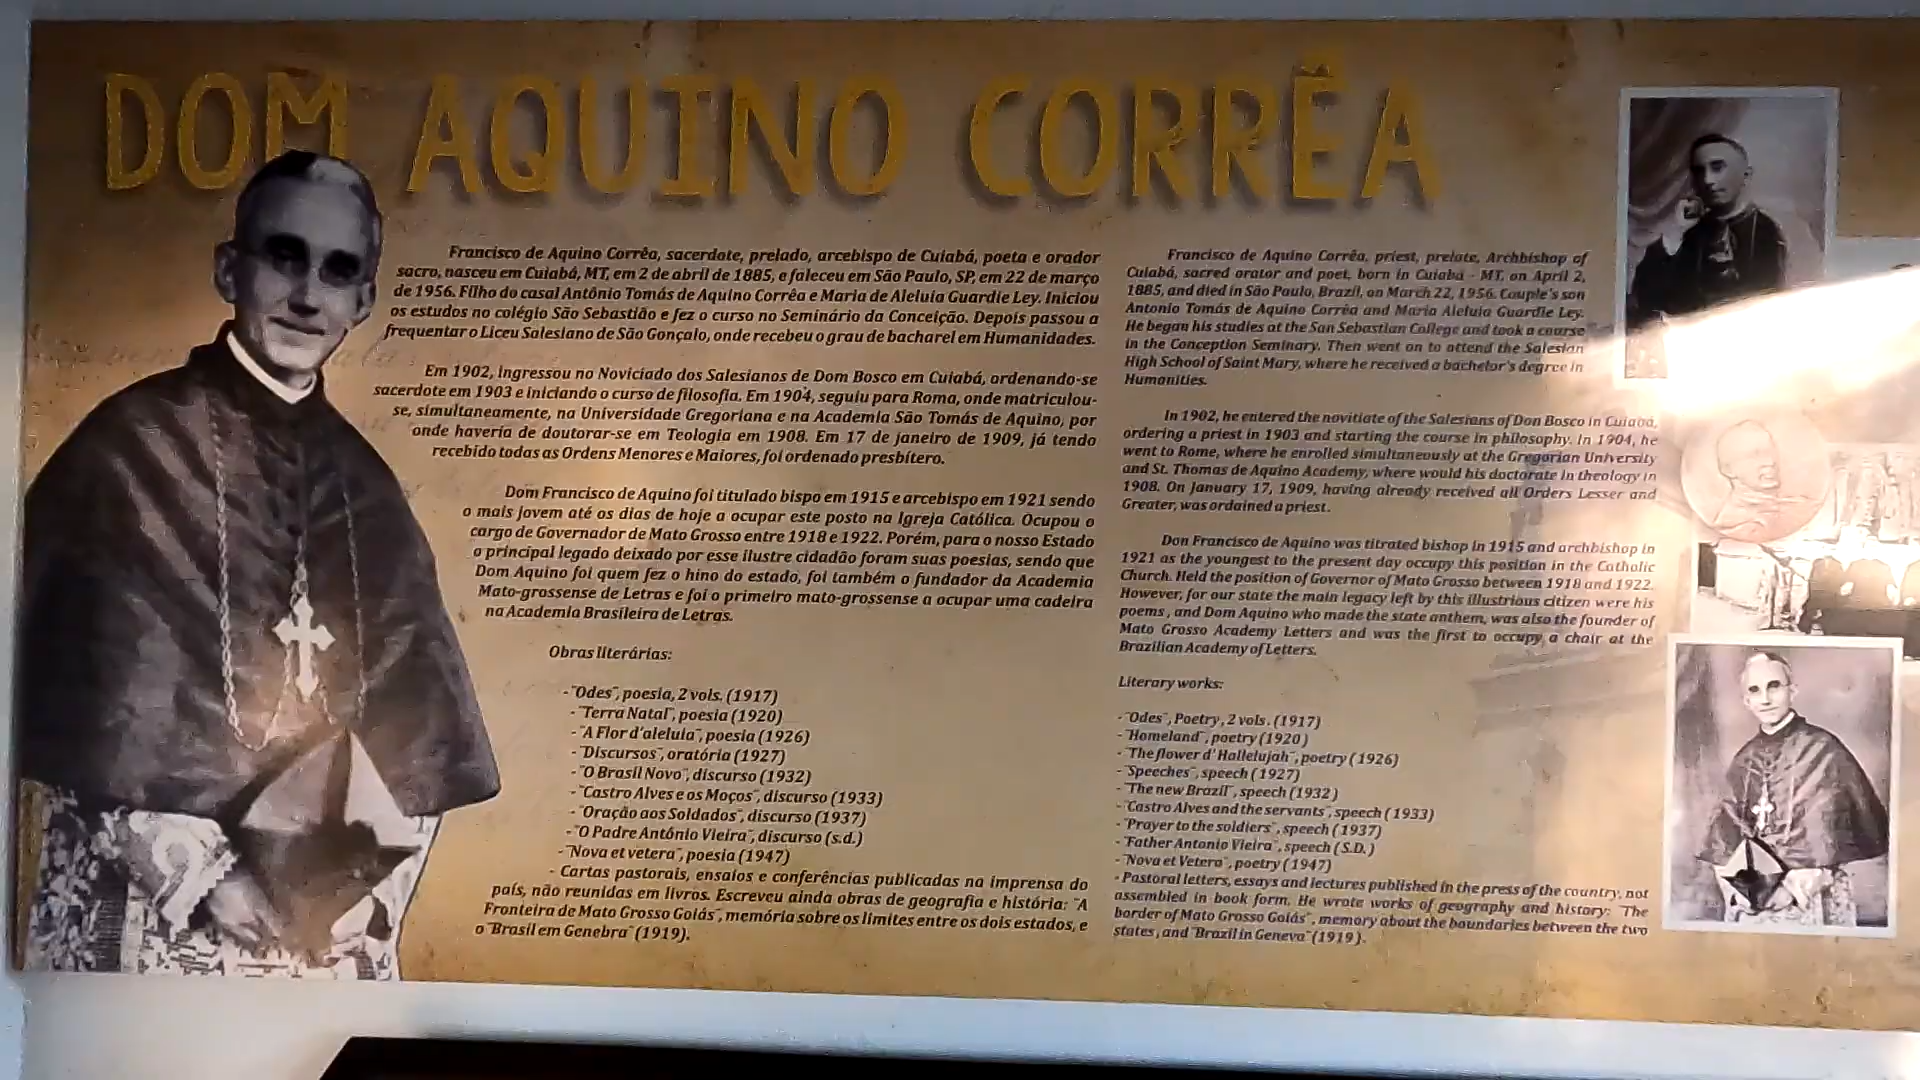 DOM AQUINO CORRÊA
Francisco de Aquino Corrêa, sacerdote, prelado, arcebispo de Cuiabá, poeta e orador
sacro, nasceu em Cuiabá, MT, em 2 de abril de 1885, e faleceu em São Paulo, SP, em 22 de março
de 1956. Filho do casal Antônio Tomás de Aquino Corrêa e Maria de Aleluia Guardie Ley. Iniciou
os estudos no colégio São Sebastião e fez o curso no Seminário da Conceição. Depois passou a
frequentar o Liceu Salesiano de São Gonçalo, onde recebeu o grau de bacharel em Humanidades.
Em 1902, ingressou no Noviciado dos Salesianos de Dom Bosco em Cuiabá, ordenando-se
sacerdote em 1903 e iniciando o curso de filosofia. Em 1904, seguiu para Roma, onde matriculou-
se, simultaneamente, na Universidade Gregoriana e na Academia São Tomás de Aquino, por
onde haveria de doutorar-se em Teologia em 1908. Em 17 de janeiro de 1909, já tendo
recebido todas as Ordens Menores e Maiores, foi ordenado presbítero.
Dom Francisco de Aquino foi titulado bispo em 1915 e arcebispo em 1921 sendo
o mais jovem até os dias de hoje a ocupar este posto na Igreja Católica. Ocupou o
cargo de Governador de Mato Grosso entre 1918 e 1922. Porém, para o nosso Estado
o principal legado deixado por esse ilustre cidadão foram suas poesias, sendo que
Dom Aquino foi quem fez o hino do estado, foi também o fundador da Academia
Mato-grossense de Letras e foi o primeiro mato-grossense a ocupar uma cadeira
na Academia Brasileira de Letras.
Obras literárias:
- "Odes", poesia, 2 vols. (1917)
- "Terra Natal", poesia (1920)
- "A Flor d'aleluia", poesia (1926)
- "Discursos", oratória (1927)
- "O Brasil Novo", discurso (1932)
- "Castro Alves e os Moços", discurso (1933)
- "Oração aos Soldados", discurso (1937)
- "O Padre Antônio Vieira", discurso (s.d.)
- "Nova et vetera", poesia (1947)
- Cartas pastorais, ensaios e conferências publicadas na imprensa do
país, não reunidas em livros. Escreveu ainda obras de geografia e história: "A
Fronteira de Mato Grosso Goiás", memória sobre os limites entre os dois estados, e
o "Brasil em Genebra" (1919).
Francisco de Aquino Corrêa, priest, prelate, Archbishop of
Cuiabá, sacred orator and poet, born in Cuiabá - MT, on April 2,
1885, and died in São Paulo, Brazil, on March 22, 1956. Couple's son
Antonio Tomás de Aquino Corrêa and Maria Aleluia Guardie Ley.
He began his studies at the San Sebastian College and took a course
in the Conception Seminary. Then went on to attend the Salesian
High School of Saint Mary, where he received a bachelor's degree in
Humanities.
In 1902, he entered the novitiate of the Salesians of Don Bosco in Cuiabá,
ordering a priest in 1903 and starting the course in philosophy. In 1904, he
went to Rome, where he enrolled simultaneously at the Gregorian University
and St. Thomas de Aquino Academy, where would his doctorate in theology in
1908. On January 17, 1909, having already received all Orders Lesser and
Greater, was ordained a priest.
Don Francisco de Aquino was titrated bishop in 1915 and archbishop in
1921 as the youngest to the present day occupy this position in the Catholic
Church. Held the position of Governor of Mato Grosso between 1918 and 1922.
However, for our state the main legacy left by this illustrious citizen were his
poems, and Dom Aquino who made the state anthem, was also the founder of
Mato Grosso Academy Letters and was the first to occupy a chair at the
Brazilian Academy of Letters.
Literary works:
- "Odes", Poetry, 2 vols. (1917)
- "Homeland", poetry (1920)
- "The flower d'Hallelujah", poetry (1926)
- "Speeches", speech (1927)
- "The new Brazil", speech (1932)
- "Castro Alves and the servants", speech (1933)
- "Prayer to the soldiers", speech (1937)
- "Father Antonio Vieira", speech (S.D.)
- "Nova et Vetera", poetry (1947)
- Pastoral letters, essays and lectures published in the press of the country, not
assembled in book form. He wrote works of geography and history: "The
border of Mato Grosso Goiás", memory about the boundaries between the two
states, and "Brazil in Geneva" (1919).